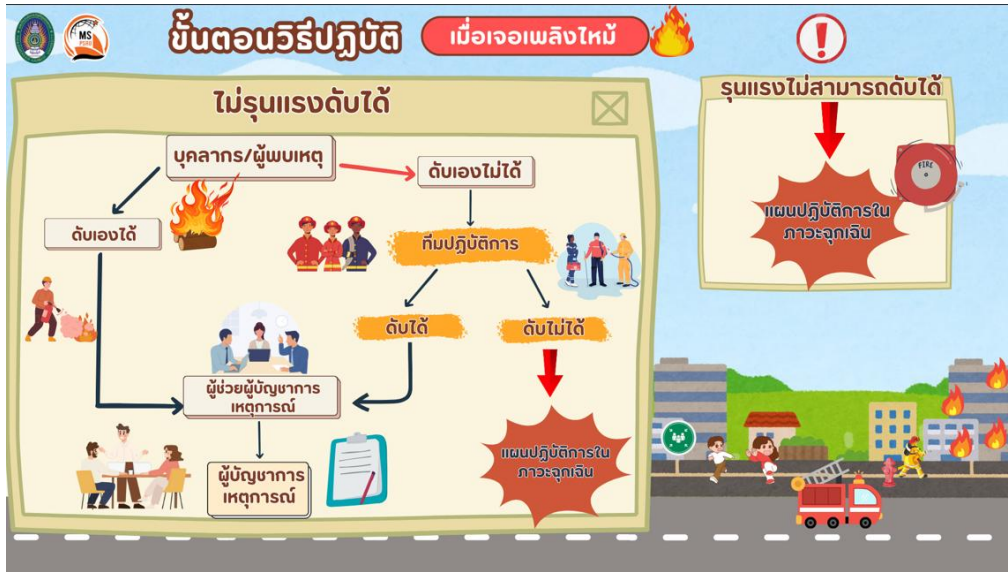 MS
PSRU
ขั้นตอนวิธีปฏิบัติ
เมื่อเจอเพลิงไหม้
ไม่รุนแรงดับได้
บุคลากร/ผู้พบเหตุ
ดับเองไม่ได้
ดับเองได้
ทีมปฏิบัติการ
ดับได้
ดับไม่ได้
ผู้ช่วยผู้บัญชาการ
เหตุการณ์
ผู้บัญชาการ
เหตุการณ์
แผนปฏิบัติการใน
ภาวะฉุกเฉิน
รุนแรงไม่สามารถดับได้
FIRE
แผนปฏิบัติการใน
ภาวะฉุกเฉิน